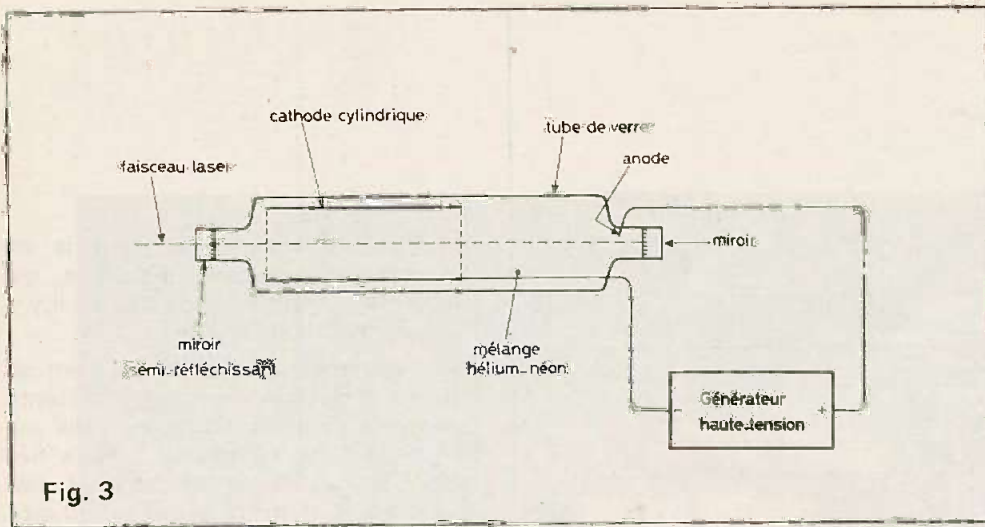 cathode cylindrique
tube de verre
anode
faisceau laser
miroir
miroir
semi-réfléchissant
mélange
hélium-néon
Générateur
haute tension
- +
Fig. 3